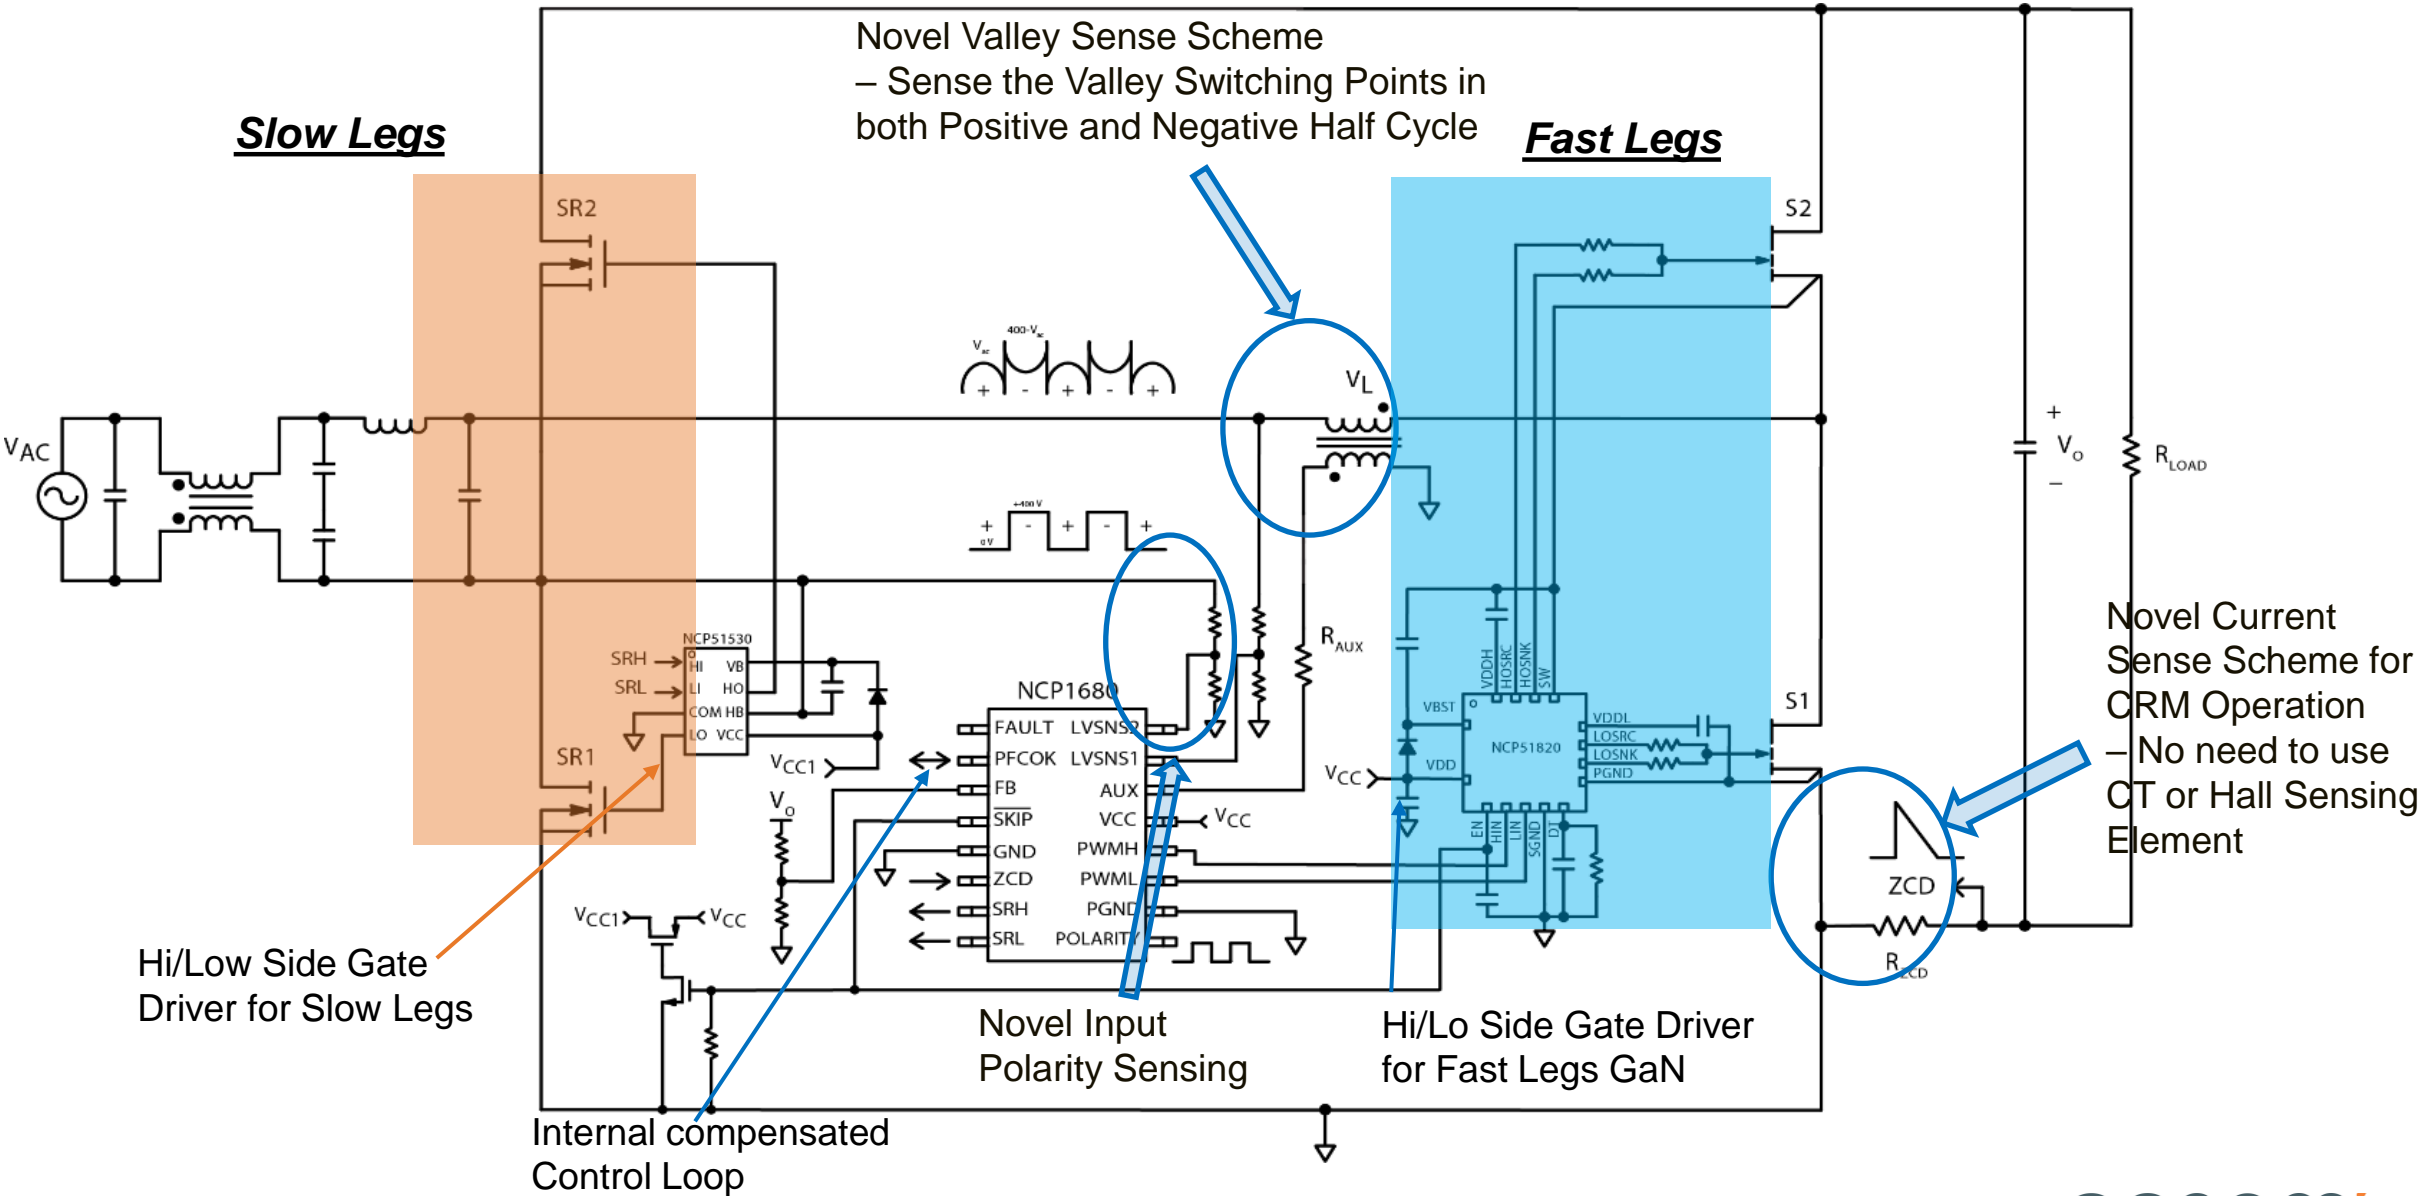 Novel Valley Sense Scheme
– Sense the Valley Switching Points in
both Positive and Negative Half Cycle
Slow Legs
Fast Legs
SR2
S2
400-Vac
Vac
+ - + - +
VL
VAC
+
VO
–
RLOAD
+400 V
+ - + - +
0 V
NCP51530
SRH
SRL
HI
LI
COM
LO
VB
HO
HB
VCC
RAUX
VDDH
HOSRC
HOSNK
SW
VBST
VDD
NCP51820
VDDL
LOSRC
LOSNK
PGND
EN
HIN
LIN
SGND
DT
S1
Novel Current
Sense Scheme for
CRM Operation
– No need to use
CT or Hall Sensing
Element
NCP1680
FAULT
PFCOK
FB
SKIP
GND
ZCD
SRH
SRL
LVSNS2
LVSNS1
AUX
VCC
PWMH
PWML
PGND
POLARITY
VCC
VCC
SR1
VCC1
VO
VCC1
VCC
ZCD
RZCD
Hi/Low Side Gate
Driver for Slow Legs
Novel Input
Polarity Sensing
Hi/Lo Side Gate Driver
for Fast Legs GaN
Internal compensated
Control Loop